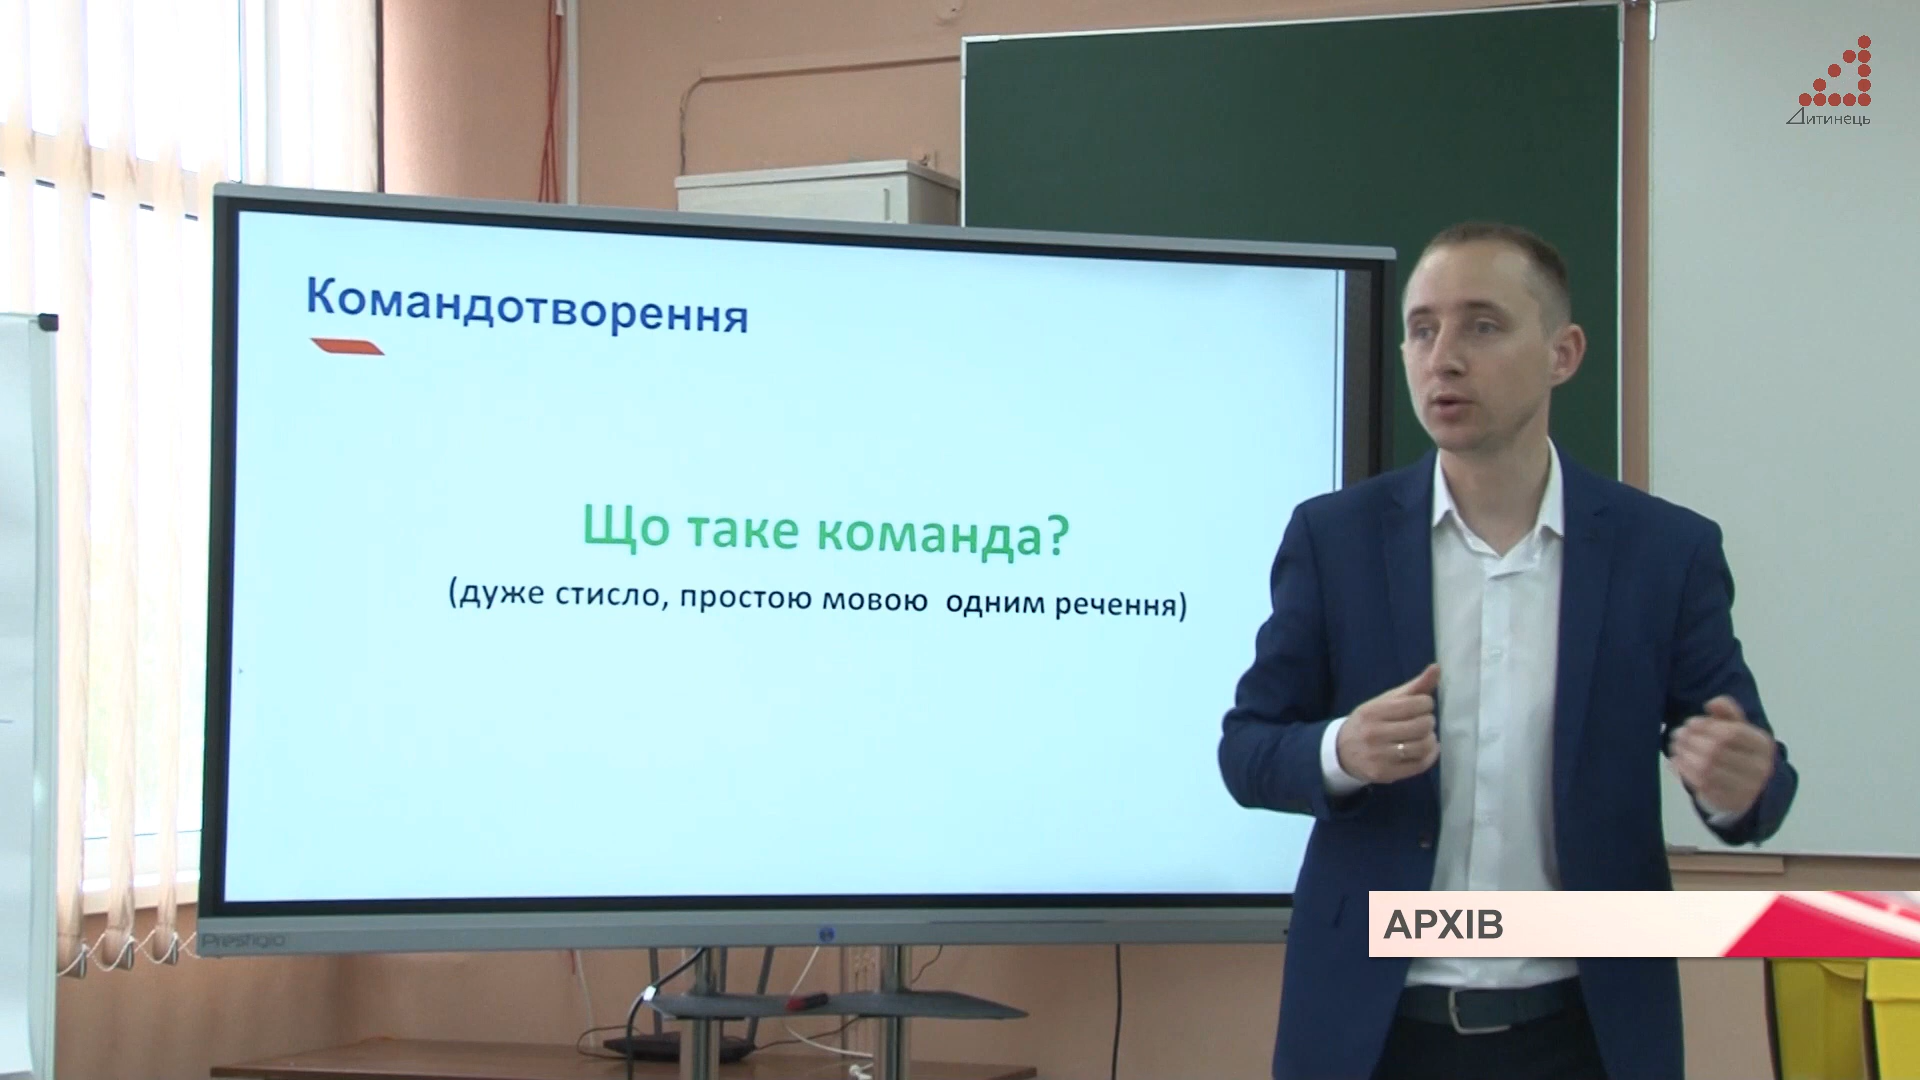 Дитинець
Командотворення
Що таке команда?
(дуже стисло, простою мовою  одним речення)
АРХІВ
Prestigio